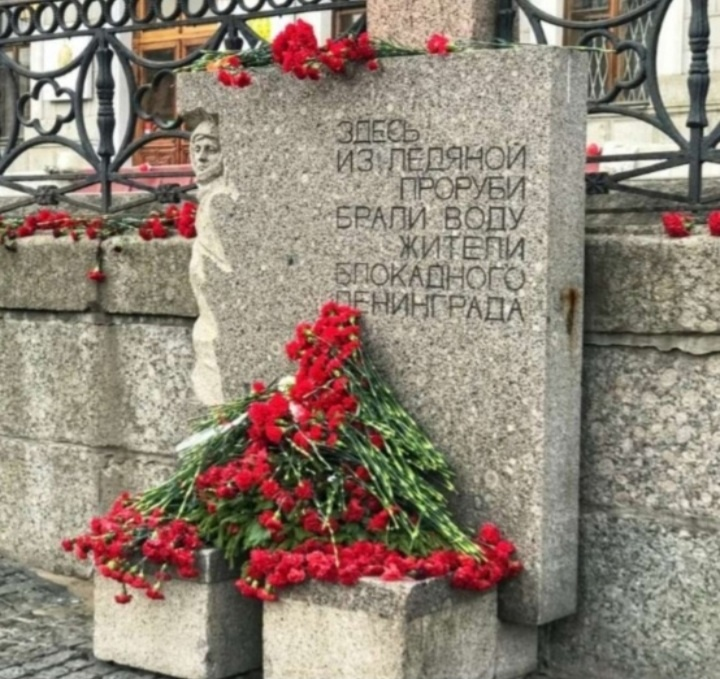 ЗДЕСЬ
ИЗ ЛЕДЯНОЙ
ПРОРУБИ
БРАЛИ ВОДУ
ЖИТЕЛИ
БЛОКАДНОГО
ЛЕНИНГРАДА